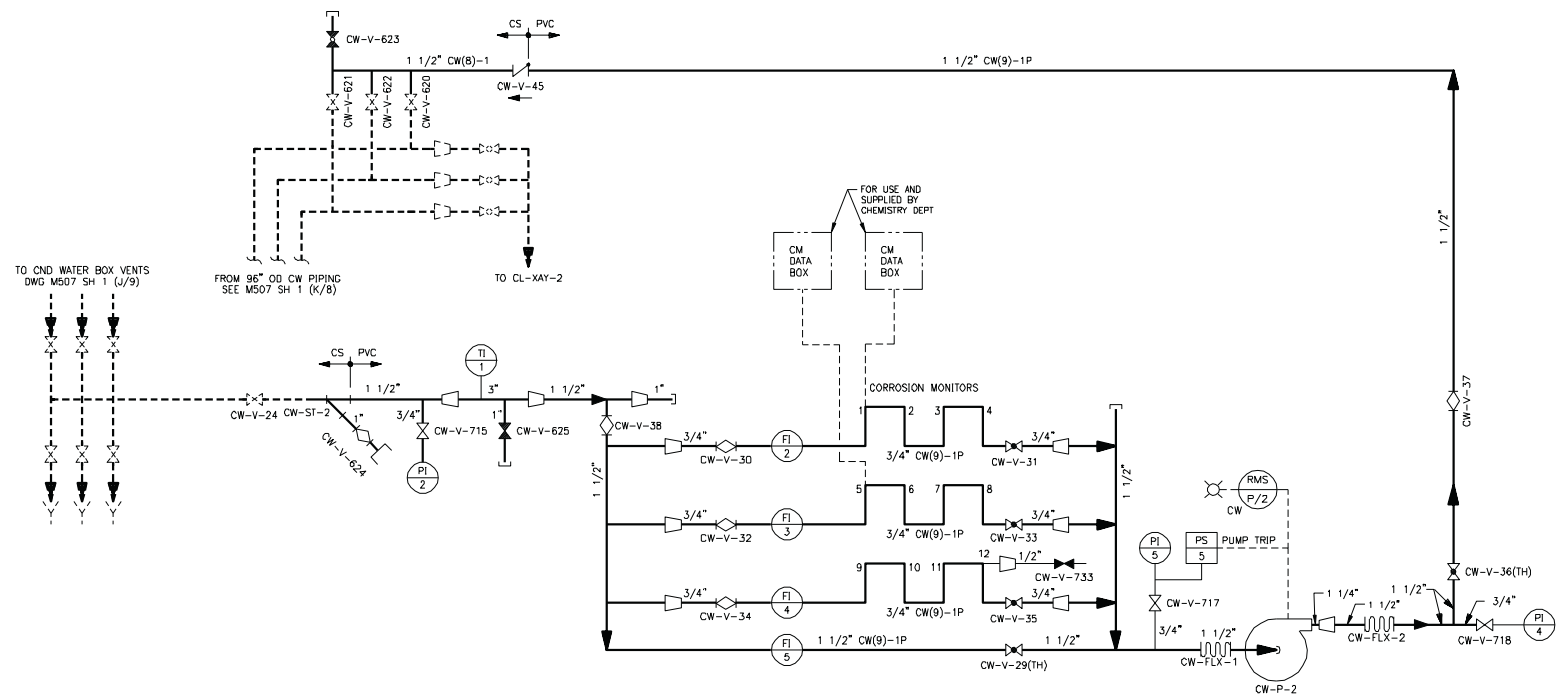 CW-V-623
CS PVC
1 1/2" CW(8)-1
1 1/2" CW(9)-1P
CW-V-45
CW-V-621
CW-V-622
CW-V-620
FOR USE AND
SUPPLIED BY
CHEMISTRY DEPT
CM
DATA
BOX
CM
DATA
BOX
1 1/2"
TO CND WATER BOX VENTS
DWG M507 SH 1 (J/9)
FROM 96" OD CW PIPING
SEE M507 SH 1 (K/8)
TO CL-XAY-2
CS PVC
TI
1
1 1/2"
3"
1 1/2"
1"
CORROSION MONITORS
CW-V-37
CW-V-24
CW-ST-2
1"
CW-V-624
3/4"
CW-V-715
1"
CW-V-625
CW-V-38
PI
2
1 2 3 4
3/4"
CW-V-30
FI
2
3/4" CW(9)-1P
CW-V-31
3/4"
1 1/2"
1 1/2"
5 6 7 8
3/4"
CW-V-32
FI
3
3/4" CW(9)-1P
CW-V-33
3/4"
RMS
P/2
CW
PI
5
PS
5
PUMP TRIP
9 10 11 12
1/2"
CW-V-733
3/4"
CW-V-34
FI
4
3/4" CW(9)-1P
CW-V-35
3/4"
CW-V-717
CW-V-36(TH)
3/4"
1 1/2"
CW-FLX-1
1 1/4"
1 1/2"
CW-FLX-2
1 1/2"
3/4"
CW-V-718
PI
4
FI
5
1 1/2" CW(9)-1P
1 1/2"
CW-V-29(TH)
CW-P-2